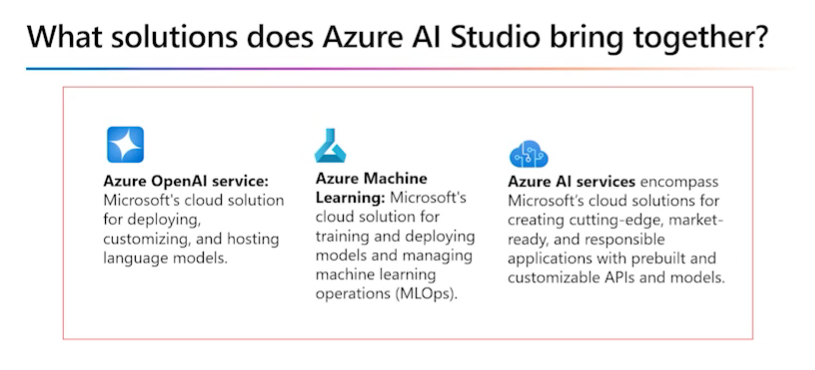 What solutions does Azure AI Studio bring together?
Azure OpenAI service:
Microsoft's cloud solution
for deploying,
customizing, and hosting
language models.
Azure Machine
Learning: Microsoft's
cloud solution for
training and deploying
models and managing
machine learning
operations (MLOps).
Azure AI services encompass
Microsoft's cloud solutions for
creating cutting-edge, market-
ready, and responsible
applications with prebuilt and
customizable APIs and models.